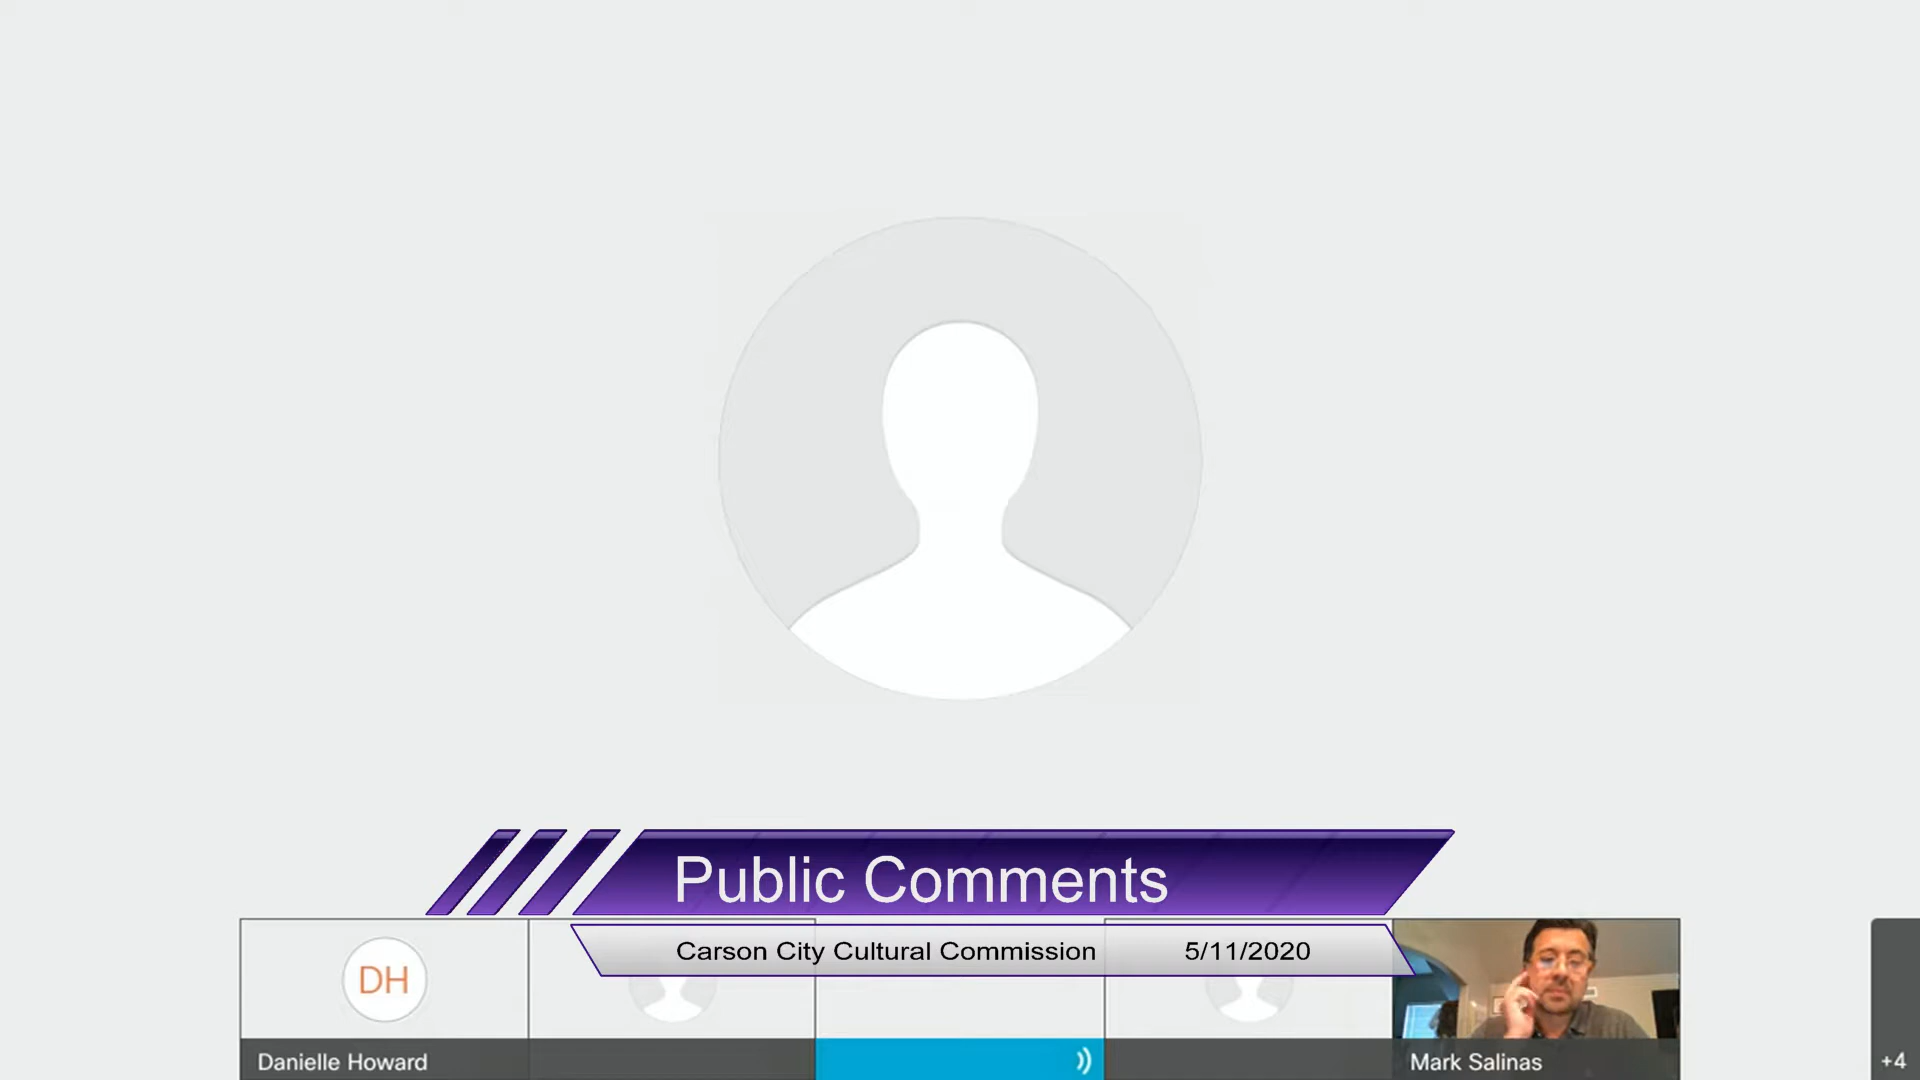 Public Comments
Carson City Cultural Commission 5/11/2020
DH
Danielle Howard
Mark Salinas
+4